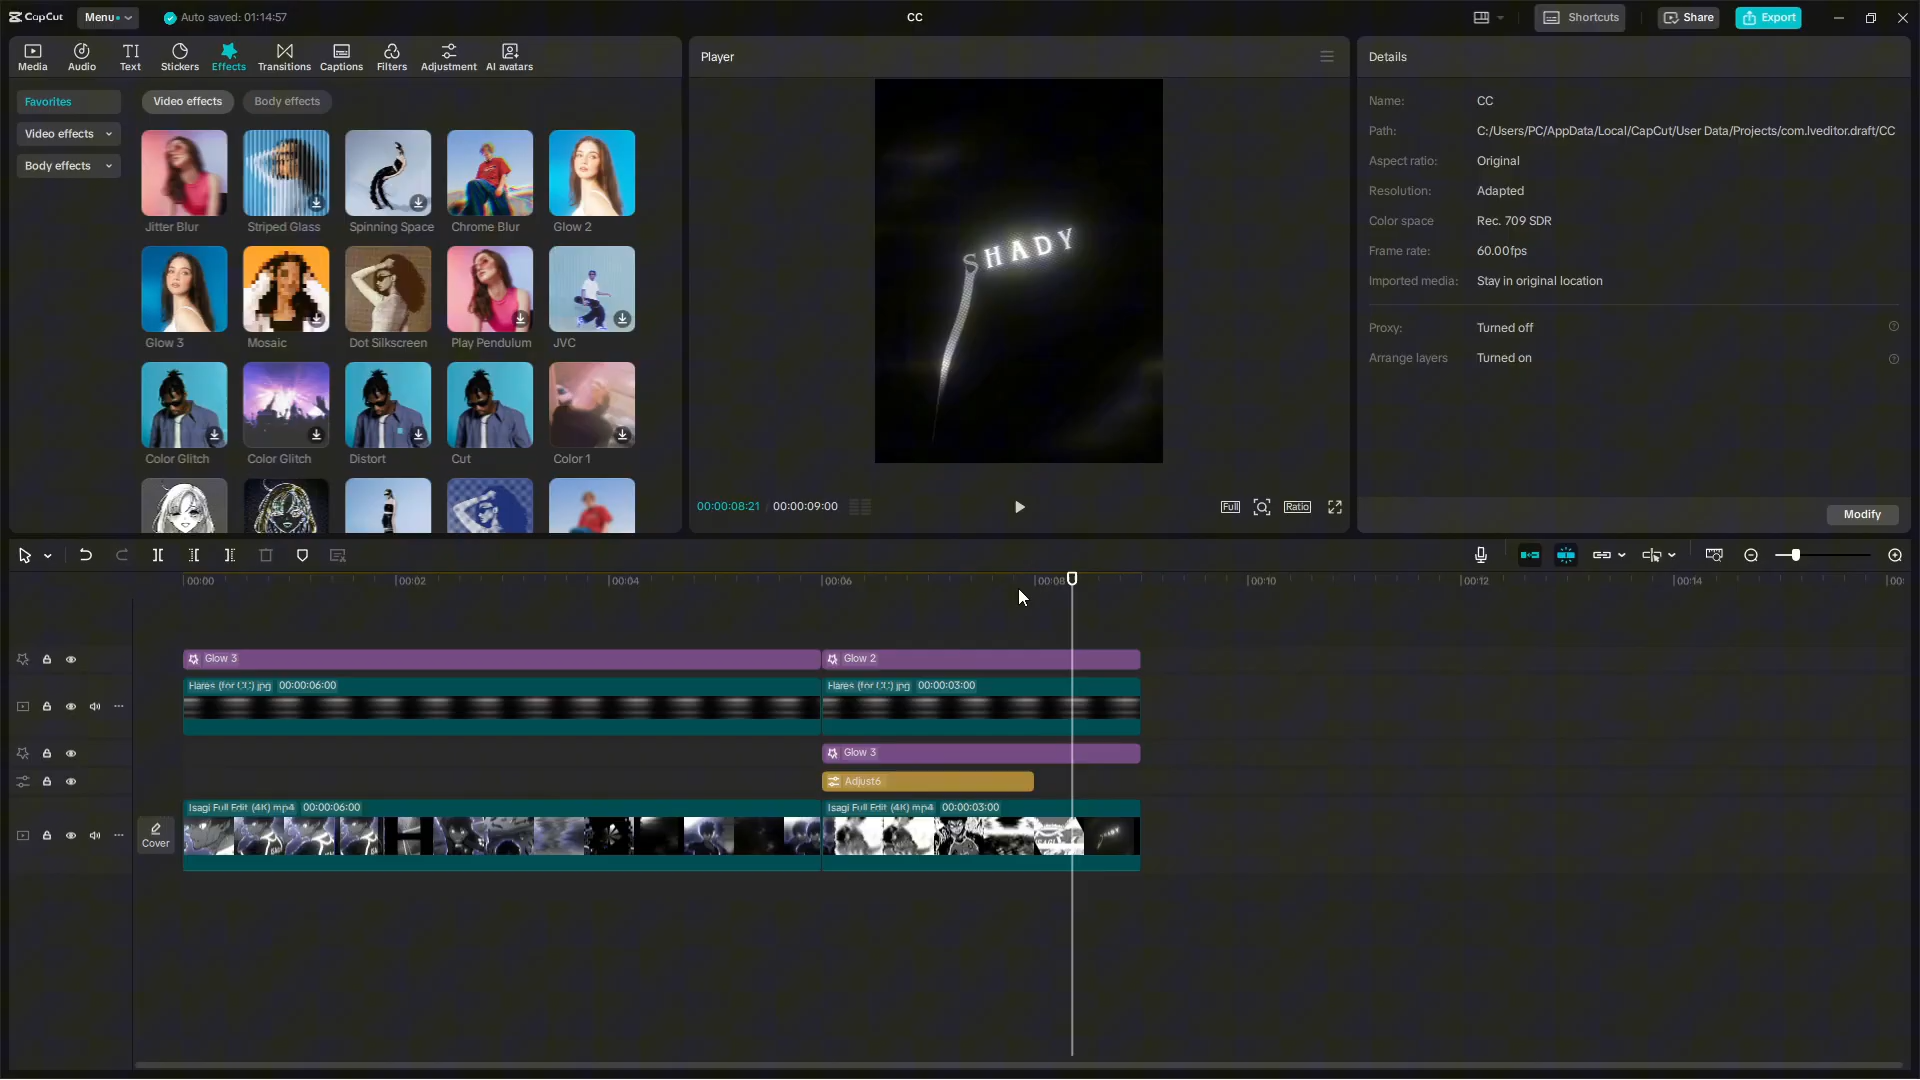 CapCut
Menu
Auto saved: 01:14:57
CC
Shortcuts
Share
Export
Media
Audio
TI
Text
Stickers
Effects
Transitions
Captions
Filters
Adjustment
AI avatars
Favorites
Video effects
Body effects
Video effects
Body effects
Jitter Blur
Striped Glass
Spinning Space
Chrome Blur
Glow 2
Glow 3
Mosaic
Dot Silkscreen
Play Pendulum
JVC
Color Glitch
Color Glitch
Distort
Cut
Color 1
Player
SHADY
00:00:08:21
00:00:09:00
Full
Ratio
Details
Name:
CC
Path:
C:/Users/PC/AppData/Local/CapCut/User Data/Projects/com.lveditor.draft/CC
Aspect ratio:
Original
Resolution:
Adapted
Color space
Rec. 709 SDR
Frame rate:
60.00fps
Imported media:
Stay in original location
Proxy:
Turned off
Arrange layers
Turned on
Modify
00:00
00:02
00:04
00:06
00:08
00:10
00:12
00:14
00:
Glow 3
Glow 2
Flares (for CC).jpg 00:00:06:00
Flares (for CC).jpg 00:00:03:00
Glow 3
Adjust6
Isagi Full Edit (4K).mp4 00:00:06:00
Isagi Full Edit (4K).mp4 00:00:03:00
Cover